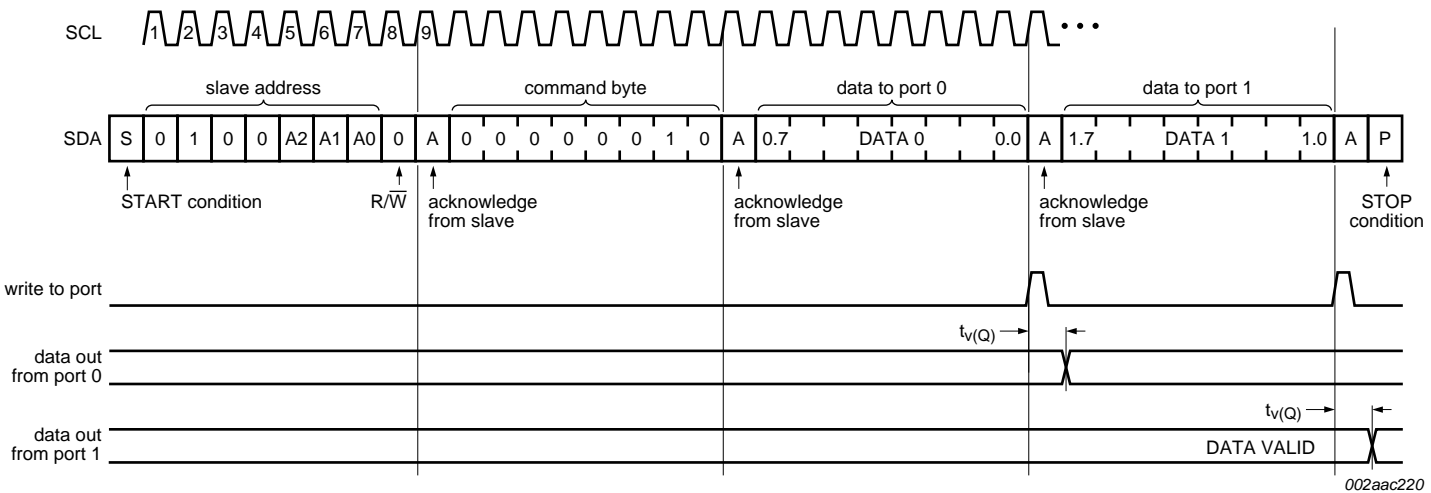 SCL 1 2 3 4 5 6 7 8 9 • • •
slave address command byte data to port 0 data to port 1
SDA S 0 1 0 0 A2 A1 A0 0 A 0 0 0 0 0 0 1 0 A 0.7 DATA 0 0.0 A 1.7 DATA 1 1.0 A P
START condition R/W̅ acknowledge from slave acknowledge from slave acknowledge from slave STOP condition
write to port
tv(Q)
data out
from port 0
tv(Q)
data out
from port 1 DATA VALID
002aac220